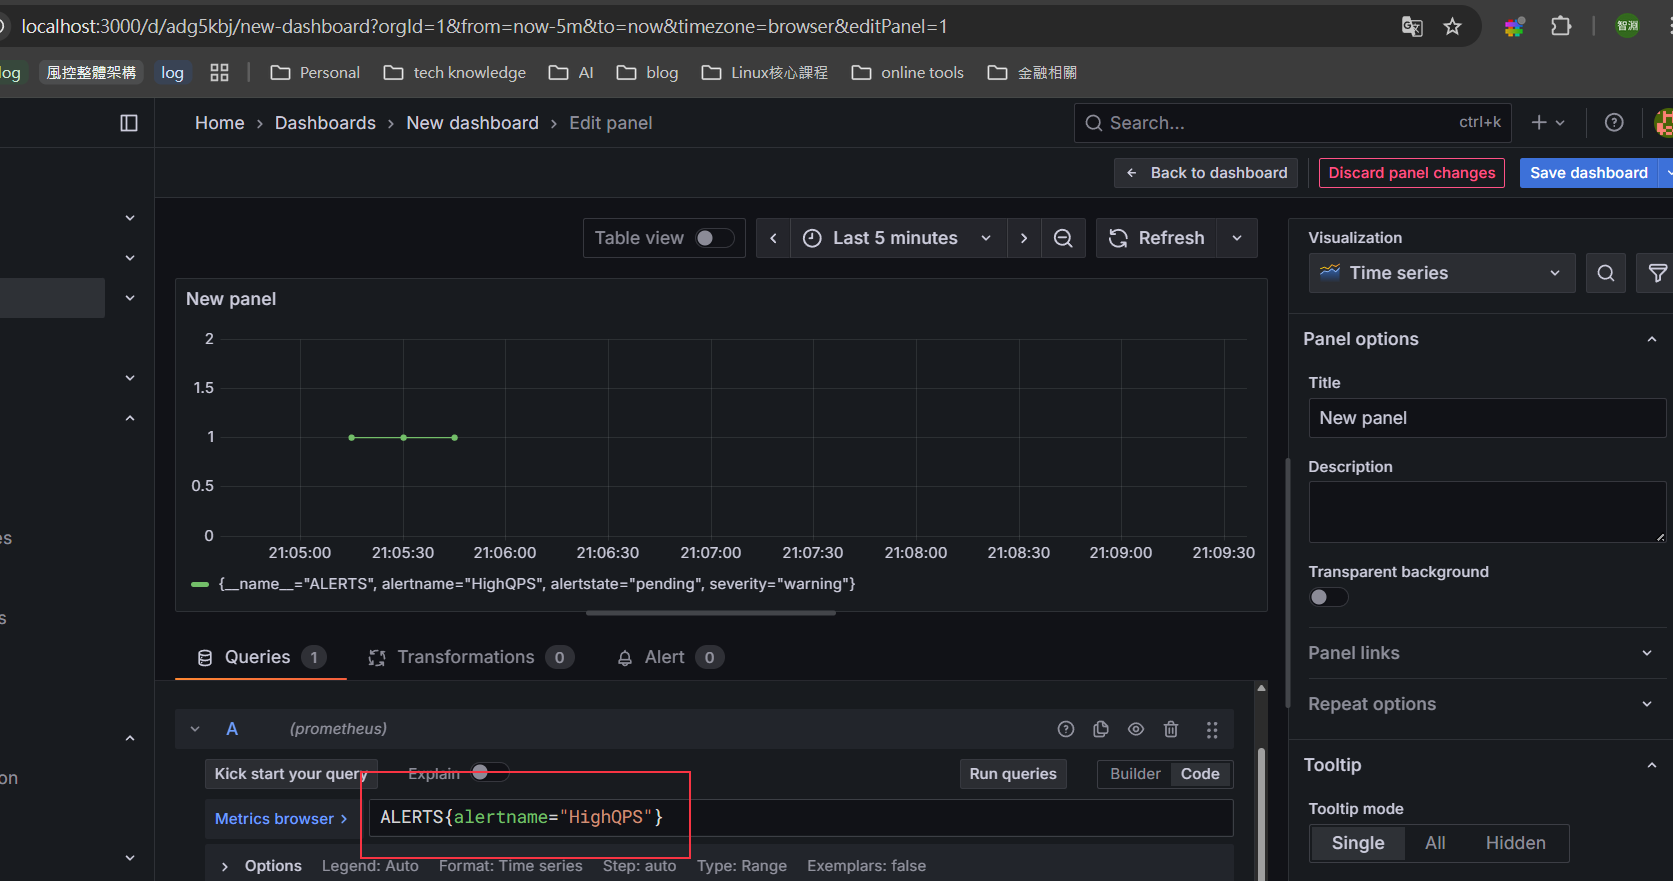 localhost:3000/d/adg5kbj/new-dashboard?orgId=1&from=now-5m&to=now&timezone=browser&editPanel=1
智淵
log 風控整體架構 log Personal tech knowledge AI blog Linux核心課程 online tools 金融相關
Home › Dashboards › New dashboard › Edit panel
Search... ctrl+k
Back to dashboard Discard panel changes Save dashboard
Table view Last 5 minutes Refresh
Visualization
Time series
New panel
2
1.5
1
0.5
0
21:05:00 21:05:30 21:06:00 21:06:30 21:07:00 21:07:30 21:08:00 21:08:30 21:09:00 21:09:30
{__name__="ALERTS", alertname="HighQPS", alertstate="pending", severity="warning"}
Panel options
Title
New panel
Description
Transparent background
Panel links
Repeat options
Tooltip
Tooltip mode
Single All Hidden
es
s
on
Queries 1 Transformations 0 Alert 0
A (prometheus)
Kick start your query Explain Run queries Builder Code
Metrics browser › ALERTS{alertname="HighQPS"}
› Options Legend: Auto Format: Time series Step: auto Type: Range Exemplars: false